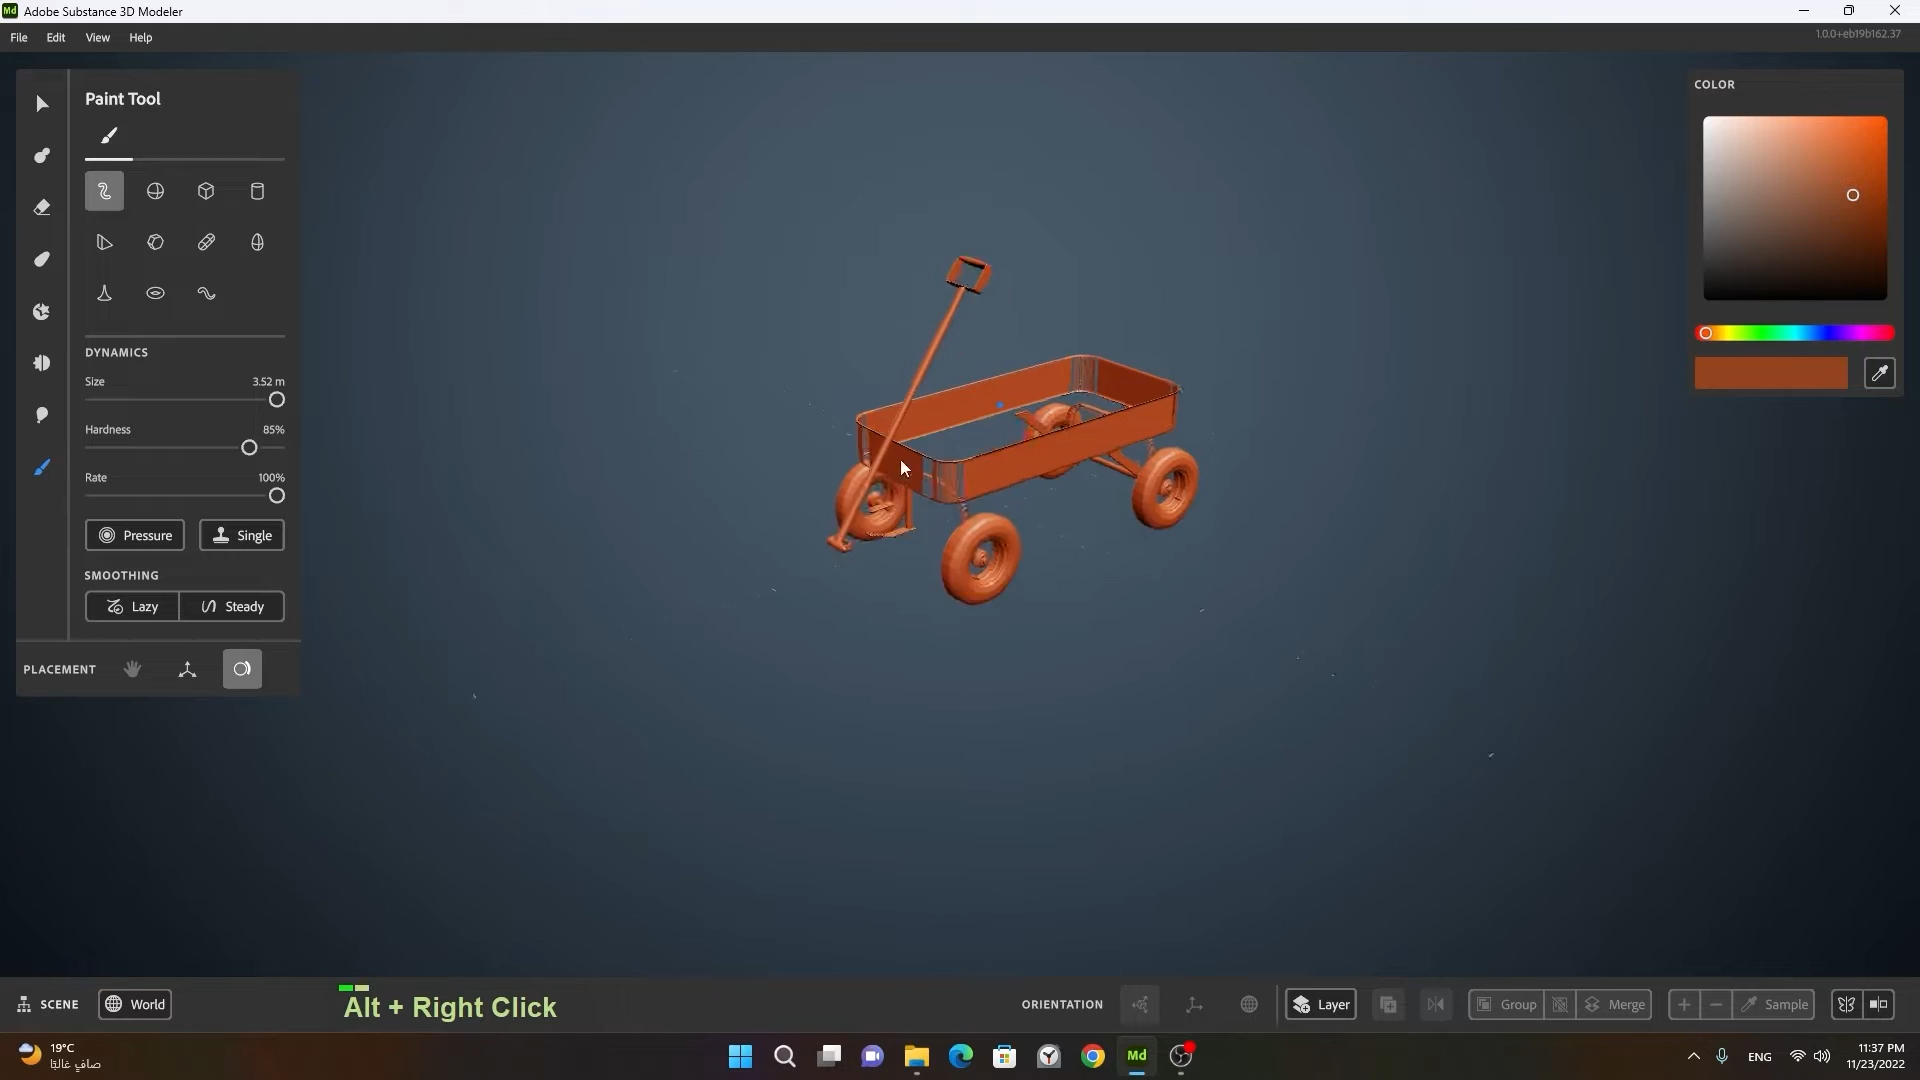 Md Adobe Substance 3D Modeler
File Edit View Help
1.0.0+eb19b162.37
Paint Tool
DYNAMICS
Size 3.52 m
Hardness 85%
Rate 100%
Pressure Single
SMOOTHING
Lazy Steady
PLACEMENT
COLOR
SCENE World
Alt + Right Click
ORIENTATION
Layer
Group
Merge
Sample
19°C
صافٍ غالبًا
Md
ENG
11:37 PM
11/23/2022